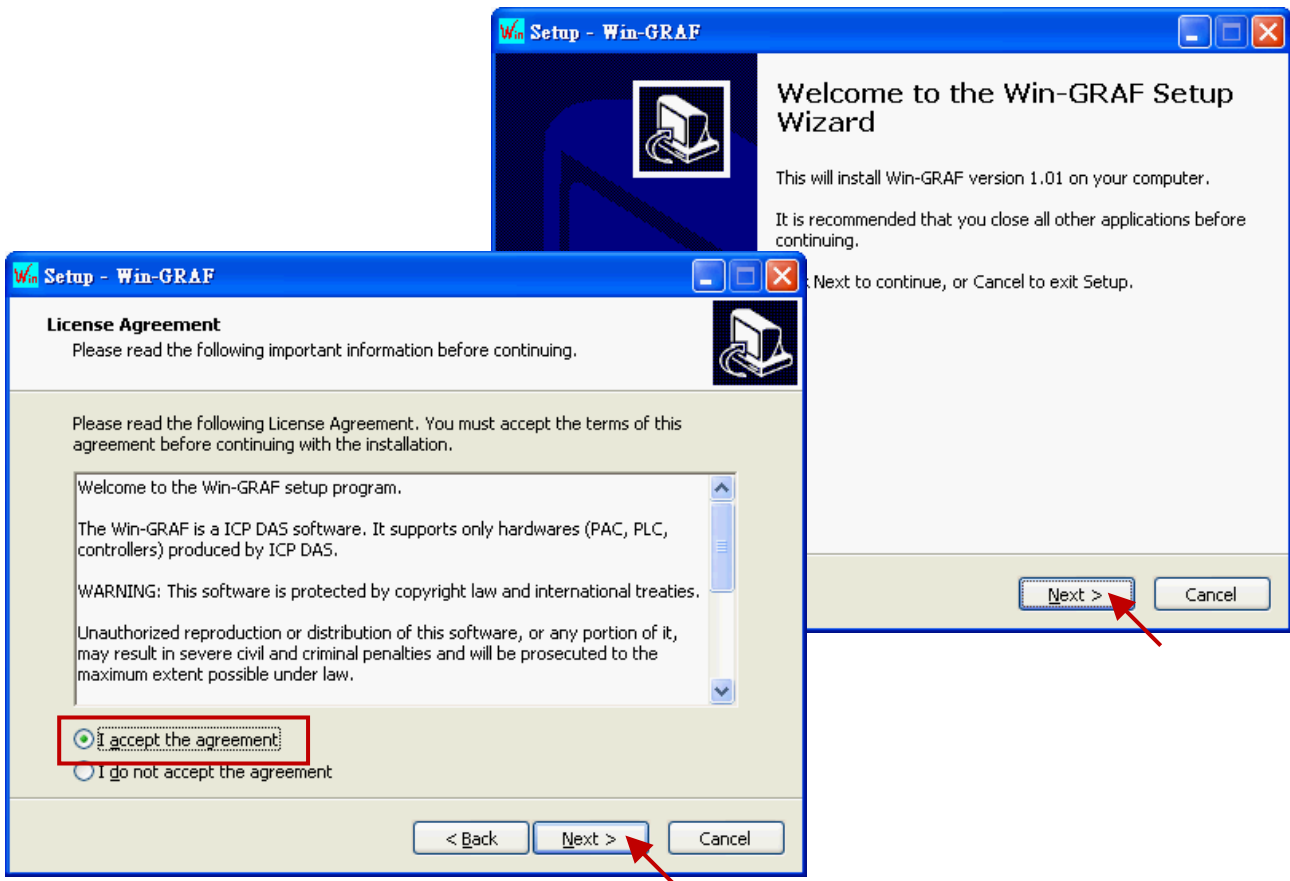 Win Setup - Win-GRAF
Welcome to the Win-GRAF Setup
Wizard
This will install Win-GRAF version 1.01 on your computer.
It is recommended that you close all other applications before
continuing.
Next to continue, or Cancel to exit Setup.
Next >
Cancel
Win Setup - Win-GRAF
License Agreement
Please read the following important information before continuing.
Please read the following License Agreement. You must accept the terms of this
agreement before continuing with the installation.
Welcome to the Win-GRAF setup program.
The Win-GRAF is a ICP DAS software. It supports only hardwares (PAC, PLC,
controllers) produced by ICP DAS.
WARNING: This software is protected by copyright law and international treaties.
Unauthorized reproduction or distribution of this software, or any portion of it,
may result in severe civil and criminal penalties and will be prosecuted to the
maximum extent possible under law.
I accept the agreement
I do not accept the agreement
< Back
Next >
Cancel